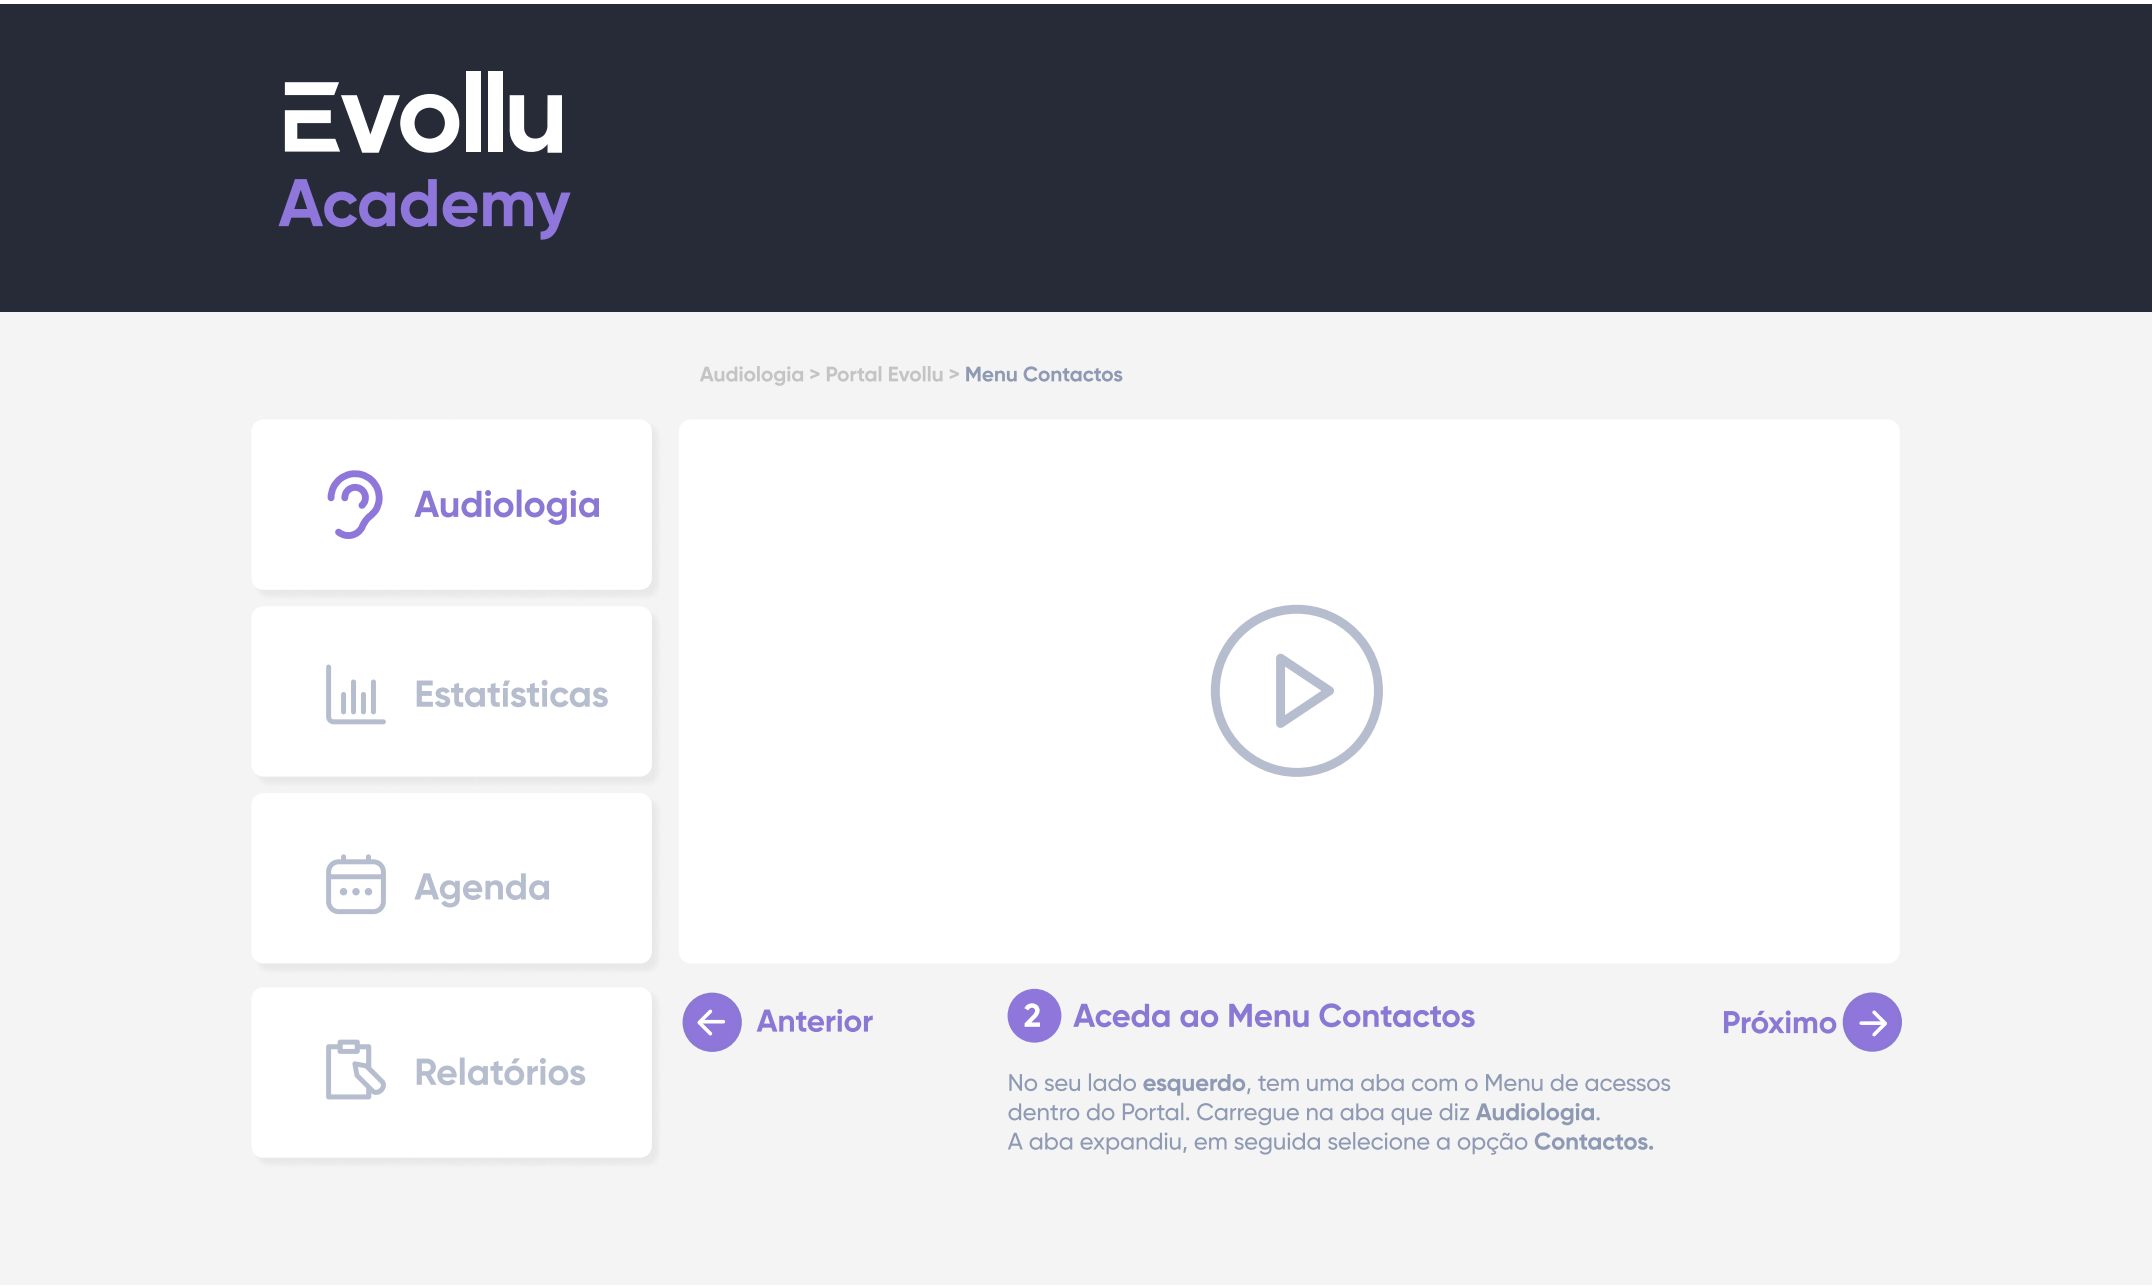 Evollu
Academy
Audiologia > Portal Evollu > Menu Contactos
Audiologia
Estatísticas
Agenda
Relatórios
Anterior
2 Aceda ao Menu Contactos
Próximo
No seu lado esquerdo, tem uma aba com o Menu de acessos
dentro do Portal. Carregue na aba que diz Audiologia.
A aba expandiu, em seguida selecione a opção Contactos.